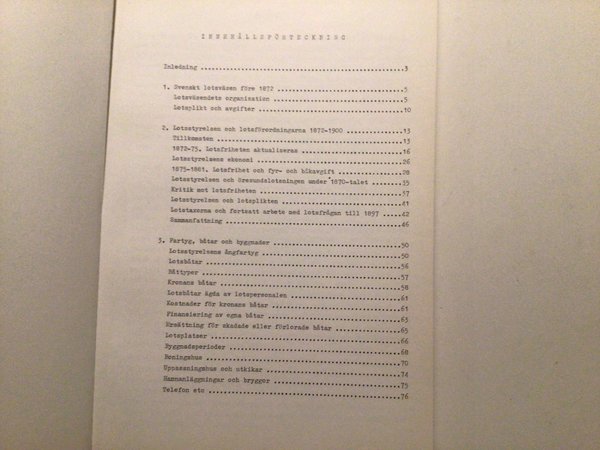 INNEHÅLLSFÖRTECKNING
Inledning ................................................ 3
1. Svenskt lotsväsen före 1872 ................................ 5
Lotsväsendets organisation ................................ 5
Lotsplikt och avgifter .................................... 10
2. Lotsstyrelsen och lotsförordningarna 1872-1900 ............. 13
Tillkomsten ............................................... 13
1872-75. Lotsfriheten aktualiseras ........................ 16
Lotsstyrelsens ekonomi .................................... 26
1875-1881. Lotsfrihet och fyr- och båkavgift .............. 28
Lotsstyrelsen och Öresundslotsningen under 1870-talet ..... 35
Kritik mot lotsfriheten ................................... 37
Lotsstyrelsen och lotsplikten ............................. 41
Lotstaxorna och fortsatt arbete med lotsfrågan till 1897 .. 42
Sammanfattning ............................................ 46
3. Fartyg, båtar och byggnader ................................ 50
Lotsstyrelsens ångfartyg .................................. 50
Lotsbåtar ................................................. 56
Båttyper .................................................. 57
Kronans båtar ............................................. 58
Lotsbåtar ägda av lotspersonalen .......................... 61
Kostnader för kronans båtar ............................... 61
Finansiering av egna båtar ................................ 63
Ersättning för skadade eller förlorade båtar .............. 65
Lotsplatser ............................................... 66
Byggnadsperioder .......................................... 68
Boningshus ................................................ 70
Uppassningshus och utkikar ................................ 74
Hamnanläggningar och bryggor .............................. 75
Telefon etc ............................................... 76